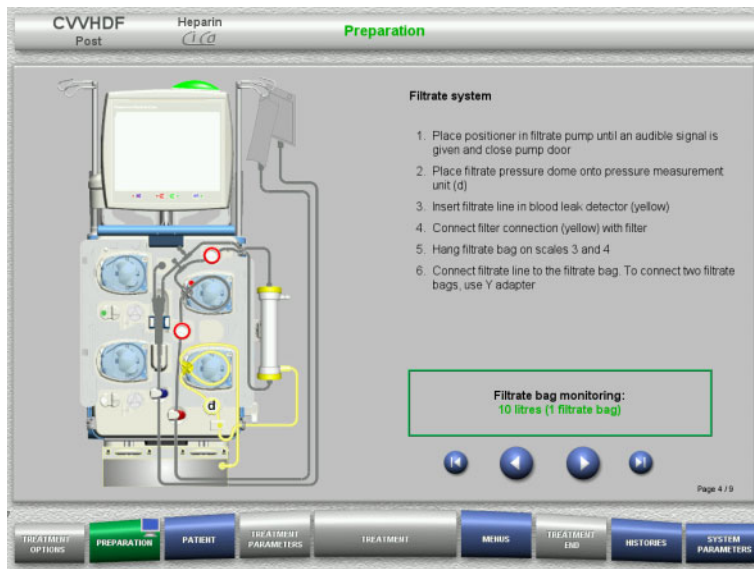 CVVHDF
Post
Heparin
CiCa
Preparation
Filtrate system
1. Place positioner in filtrate pump until an audible signal is
given and close pump door
2. Place filtrate pressure dome onto pressure measurement
unit (d)
3. Insert filtrate line in blood leak detector (yellow)
4. Connect filter connection (yellow) with filter
5. Hang filtrate bag on scales 3 and 4
6. Connect filtrate line to the filtrate bag. To connect two filtrate
bags, use Y adapter
d
Filtrate bag monitoring:
10 litres (1 filtrate bag)
Page 4 / 9
TREATMENT
OPTIONS
PREPARATION
PATIENT
TREATMENT
PARAMETERS
TREATMENT
MENUS
TREATMENT
END
HISTORIES
SYSTEM
PARAMETERS